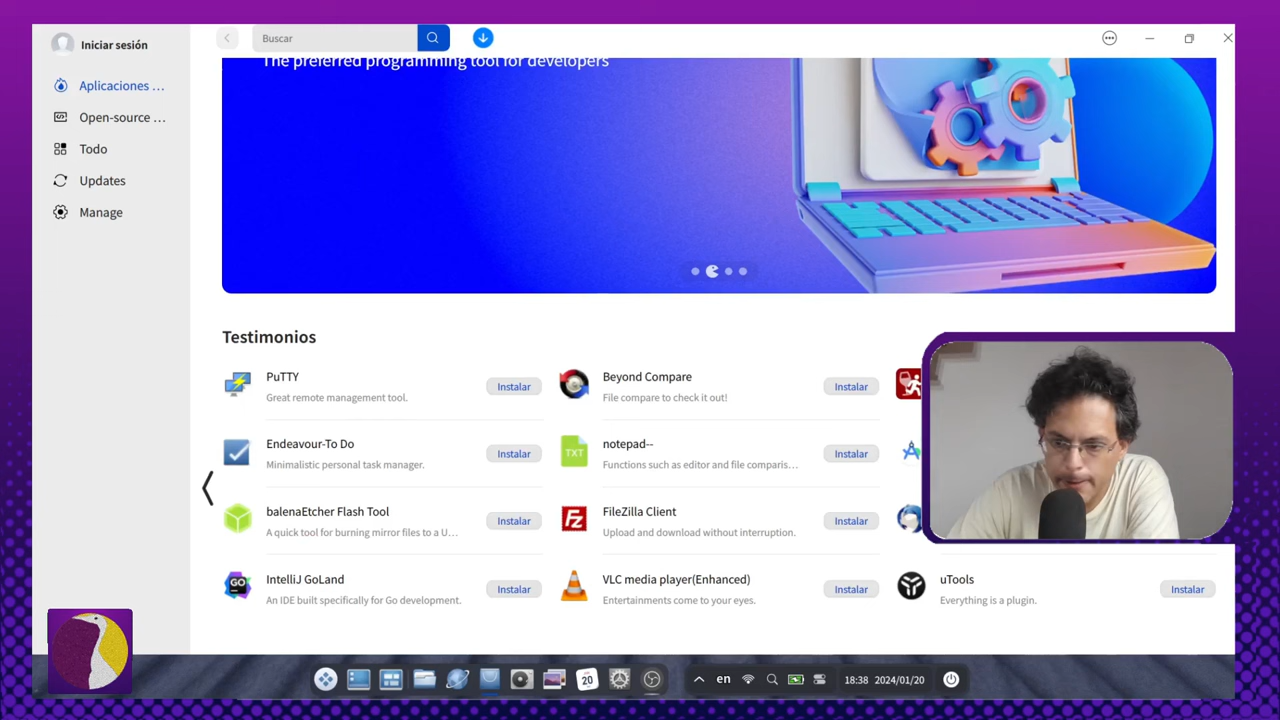 Iniciar sesión
Buscar
Aplicaciones …
Open-source …
Todo
Updates
Manage
The preferred programming tool for developers
Testimonios
PuTTY
Great remote management tool.
Instalar
Beyond Compare
File compare to check it out!
Instalar
Endeavour-To Do
Minimalistic personal task manager.
Instalar
notepad--
TXT
Functions such as editor and file comparis…
Instalar
balenaEtcher Flash Tool
A quick tool for burning mirror files to a U…
Instalar
FileZilla Client
Fz
Upload and download without interruption.
Instalar
IntelliJ GoLand
GO
An IDE built specifically for Go development.
Instalar
VLC media player(Enhanced)
Entertainments come to your eyes.
Instalar
uTools
Everything is a plugin.
Instalar
20
en
18:38 2024/01/20